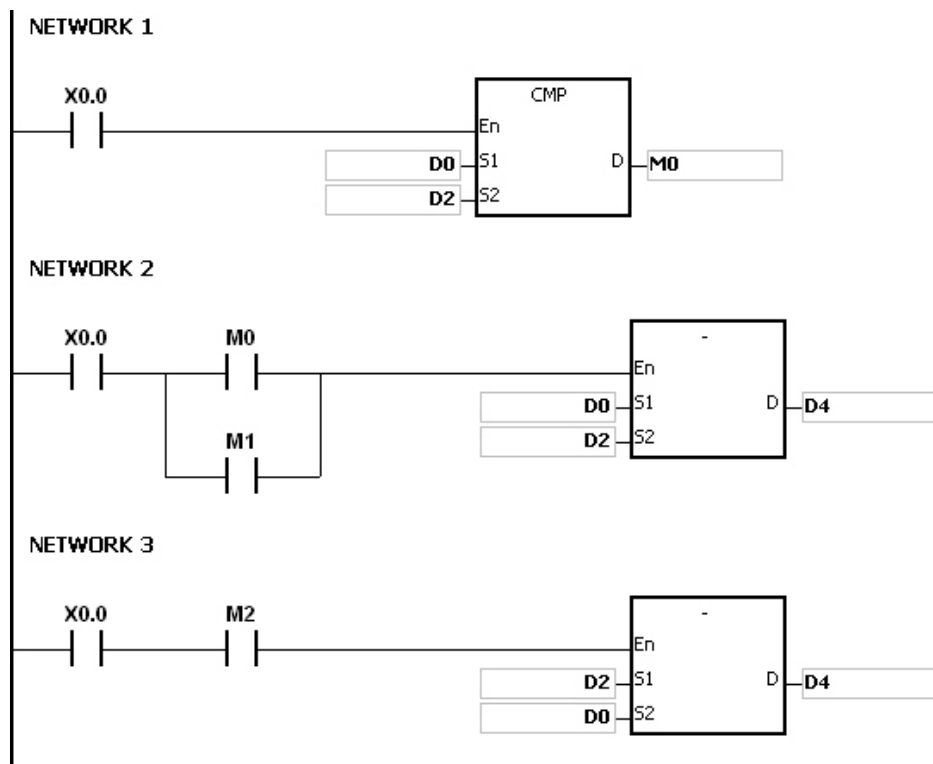 NETWORK 1
X0.0
CMP
En
D0 S1 D M0
D2 S2
NETWORK 2
X0.0 M0
-
En
D0 S1 D D4
M1
D2 S2
NETWORK 3
X0.0 M2
-
En
D2 S1 D D4
D0 S2